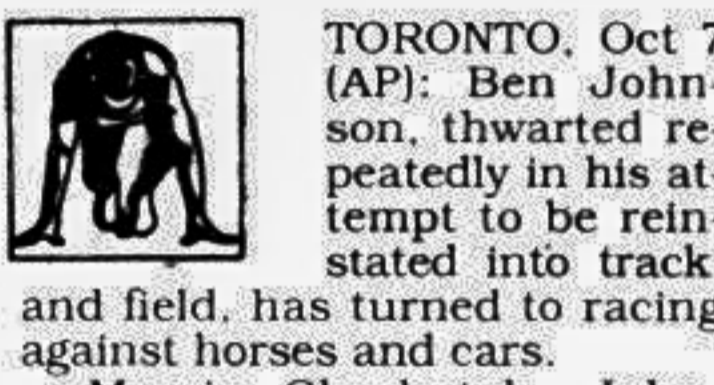 TORONTO, Oct 7
(AP): Ben John-
son, thwarted re-
peatedly in his at-
tempt to be rein-
stated into track
and field, has turned to racing
against horses and cars.